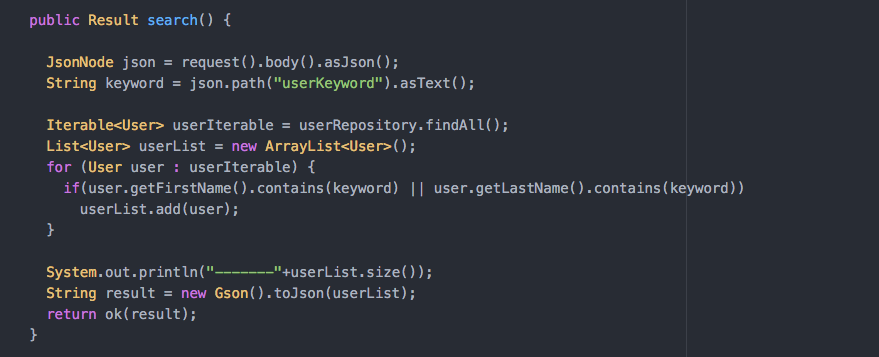 public Result search() {
JsonNode json = request().body().asJson();
String keyword = json.path("userKeyword").asText();
Iterable<User> userIterable = userRepository.findAll();
List<User> userList = new ArrayList<User>();
for (User user : userIterable) {
if(user.getFirstName().contains(keyword) || user.getLastName().contains(keyword))
userList.add(user);
}
System.out.println("-------"+userList.size());
String result = new Gson().toJson(userList);
return ok(result);
}